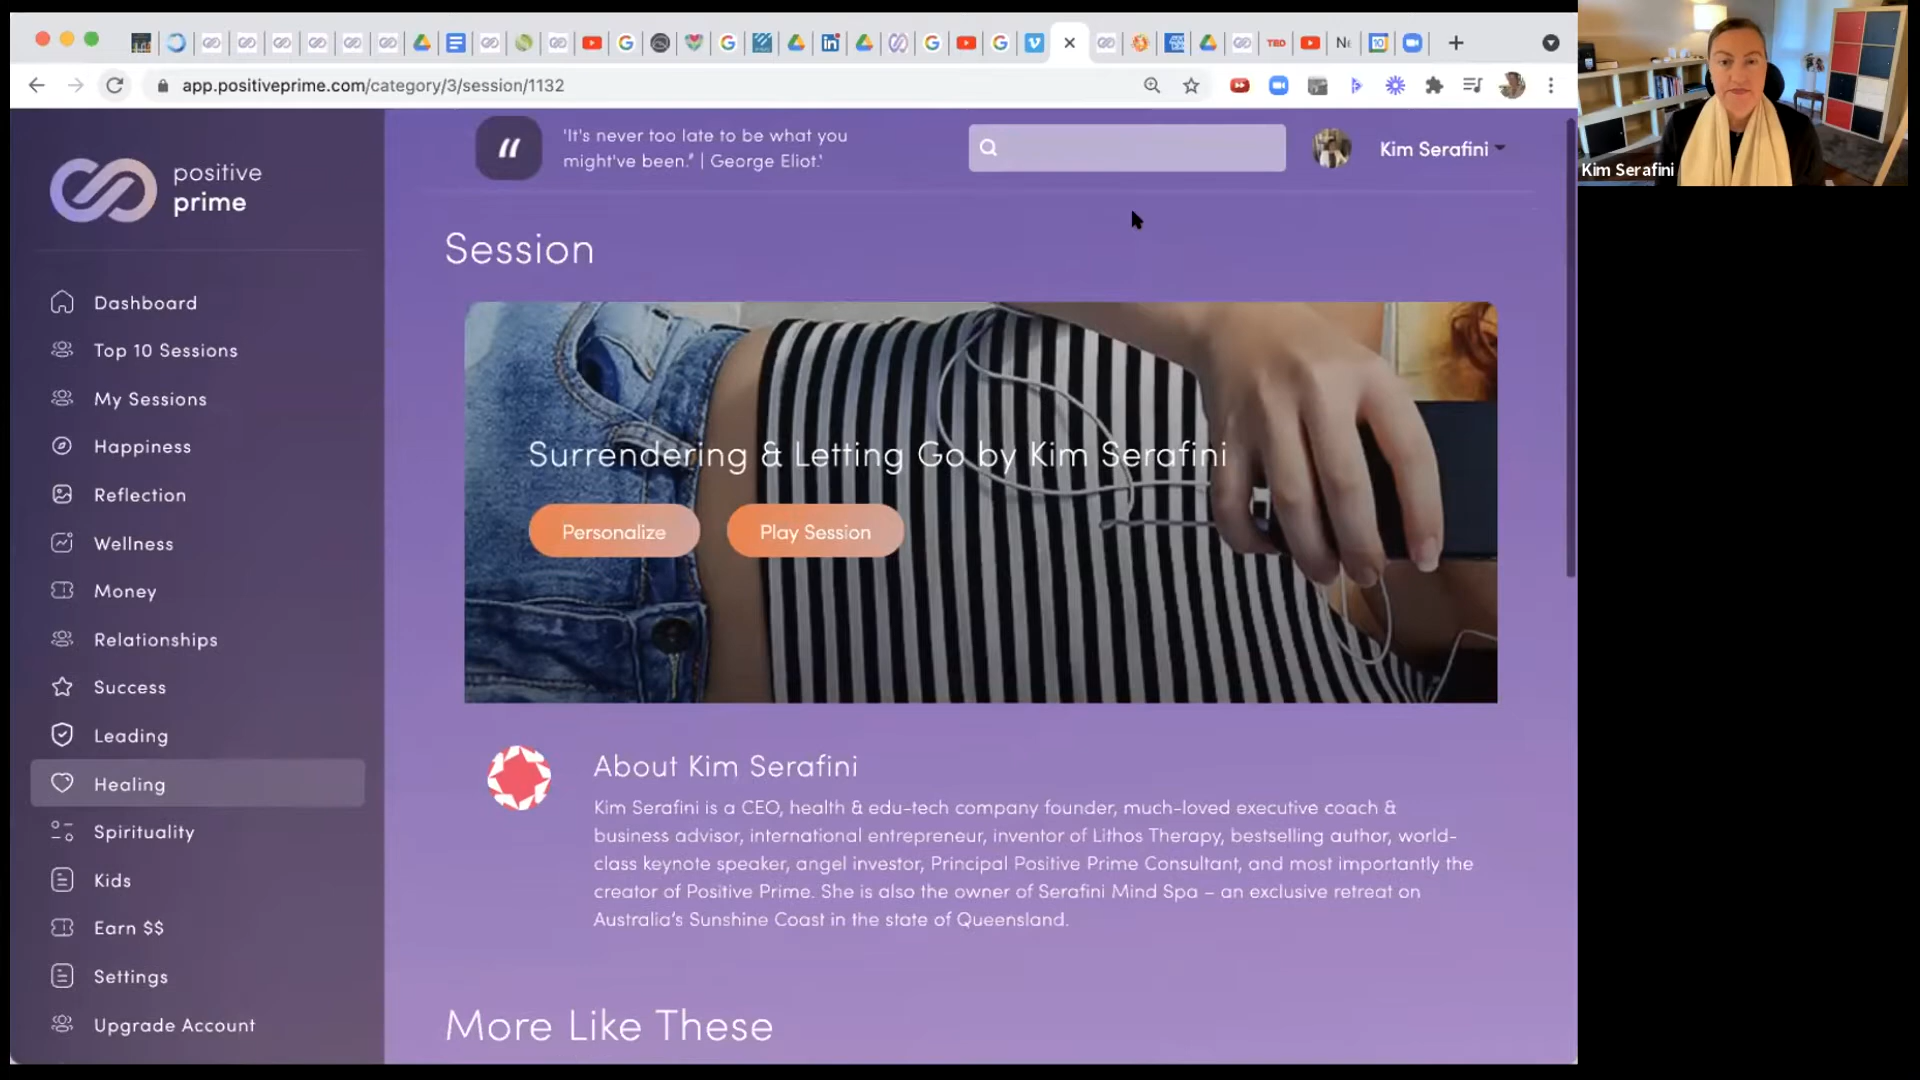 TED
Ne
10
app.positiveprime.com/category/3/session/1132
Kim Serafini
positive
prime
Dashboard
Top 10 Sessions
My Sessions
Happiness
Reflection
Wellness
Money
Relationships
Success
Leading
Healing
Spirituality
Kids
Earn $$
Settings
Upgrade Account
'It's never too late to be what you
might've been." | George Eliot.'
Kim Serafini
Session
Surrendering & Letting Go by Kim Serafini
Personalize
Play Session
About Kim Serafini
Kim Serafini is a CEO, health & edu-tech company founder, much-loved executive coach &
business advisor, international entrepreneur, inventor of Lithos Therapy, bestselling author, world-
class keynote speaker, angel investor, Principal Positive Prime Consultant, and most importantly the
creator of Positive Prime. She is also the owner of Serafini Mind Spa – an exclusive retreat on
Australia's Sunshine Coast in the state of Queensland.
More Like These